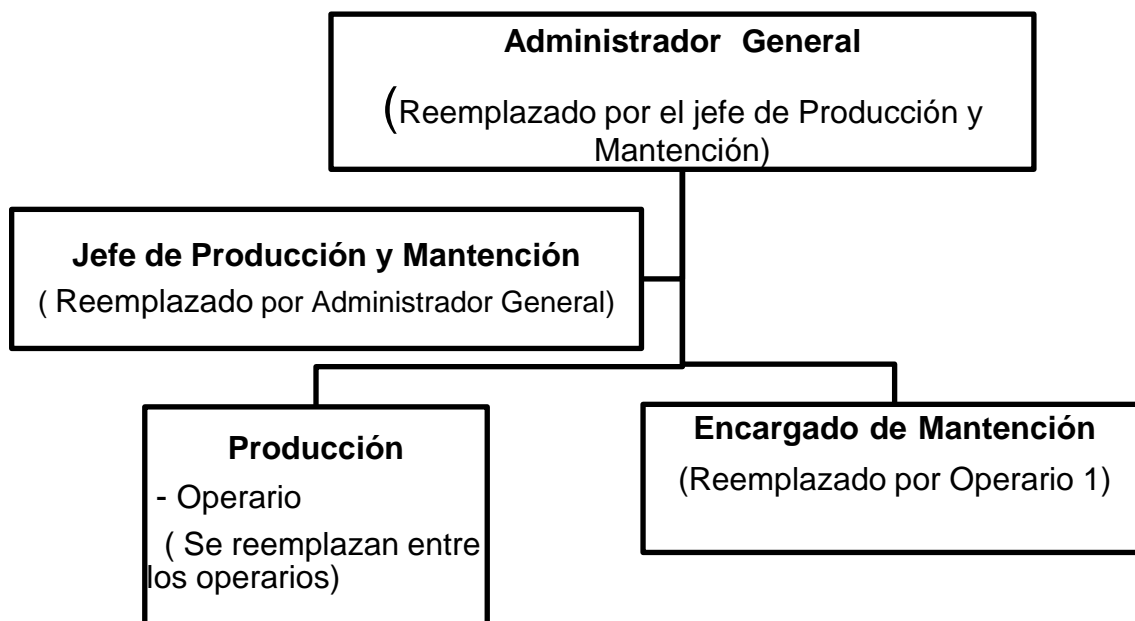 Administrador General
(Reemplazado por el jefe de Producción y
Mantención)
Jefe de Producción y Mantención
( Reemplazado por Administrador General)
Producción
- Operario
( Se reemplazan entre
los operarios)
Encargado de Mantención
(Reemplazado por Operario 1)